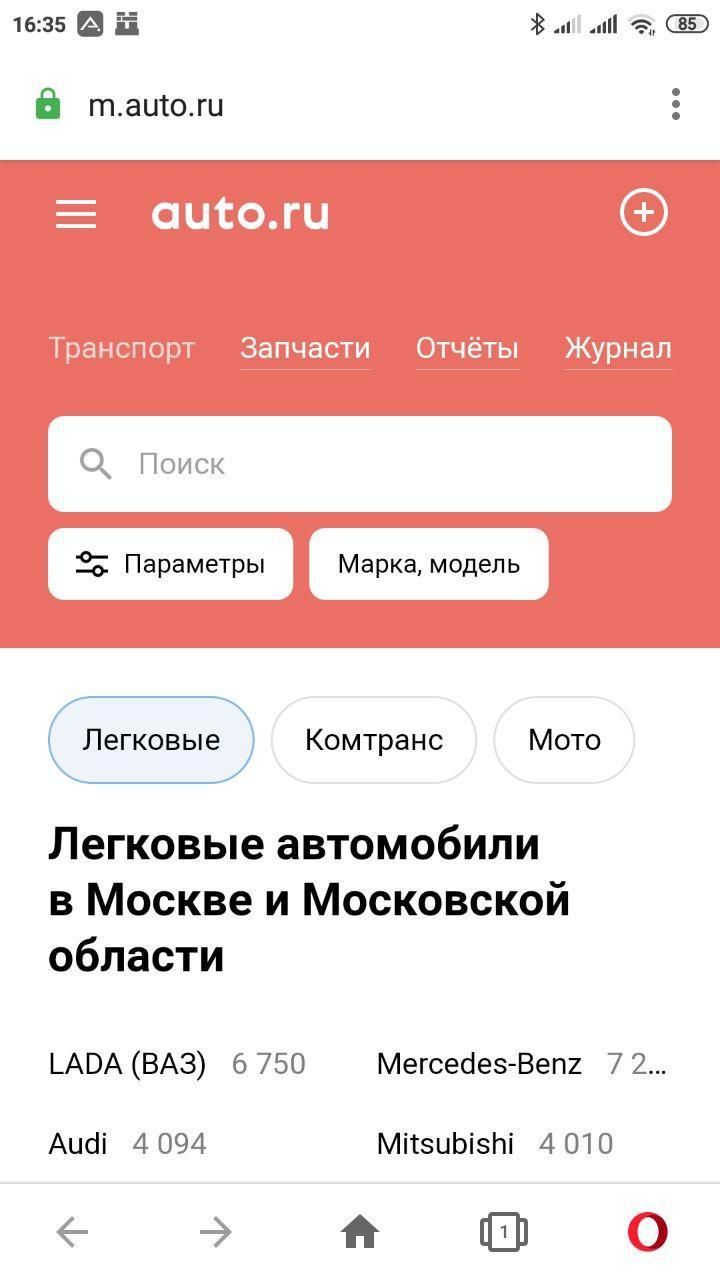 16:35
85
m.auto.ru
auto.ru
Транспорт Запчасти Отчёты Журнал
Поиск
Параметры Марка, модель
Легковые Комтранс Мото
Легковые автомобили
в Москве и Московской
области
LADA (ВАЗ) 6 750 Mercedes-Benz 7 2...
Audi 4 094 Mitsubishi 4 010
1